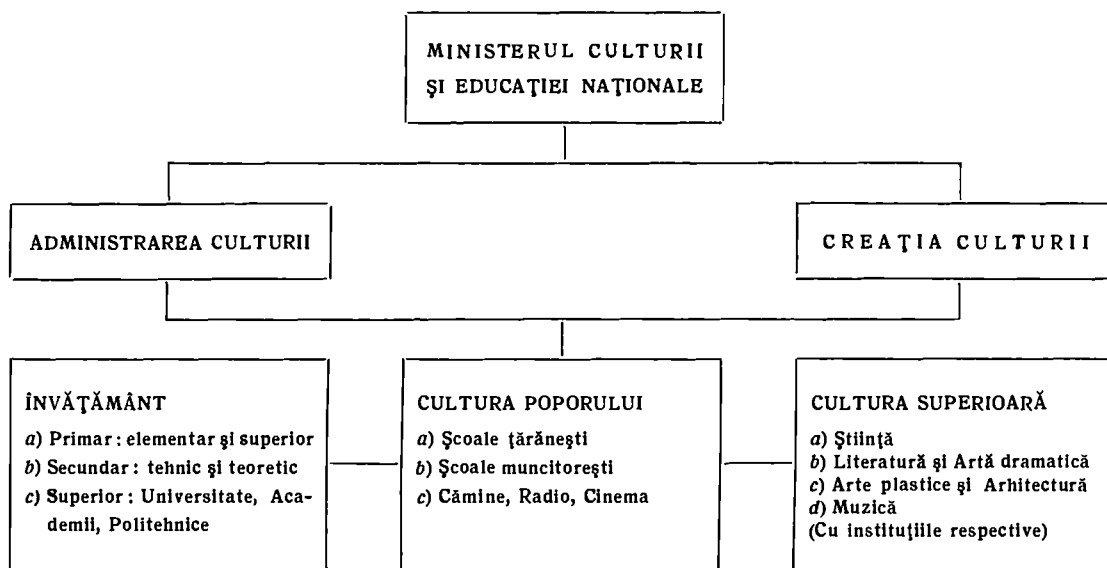 MINISTERUL CULTURII
ŞI EDUCAŢIEI NAŢIONALE
ADMINISTRAREA CULTURII
CREAŢIA CULTURII
ÎNVĂŢĂMÂNT
a) Primar : elementar şi superior
b) Secundar : tehnic şi teoretic
c) Superior : Universitate, Aca-
demii, Politehnice
CULTURA POPORULUI
a) Şcoale ţărăneşti
b) Şcoale muncitoreşti
c) Cămine, Radio, Cinema
CULTURA SUPERIOARĂ
a) Ştiinţă
b) Literatură şi Artă dramatică
c) Arte plastice şi Arhitectură
d) Muzică
(Cu instituţiile respective)